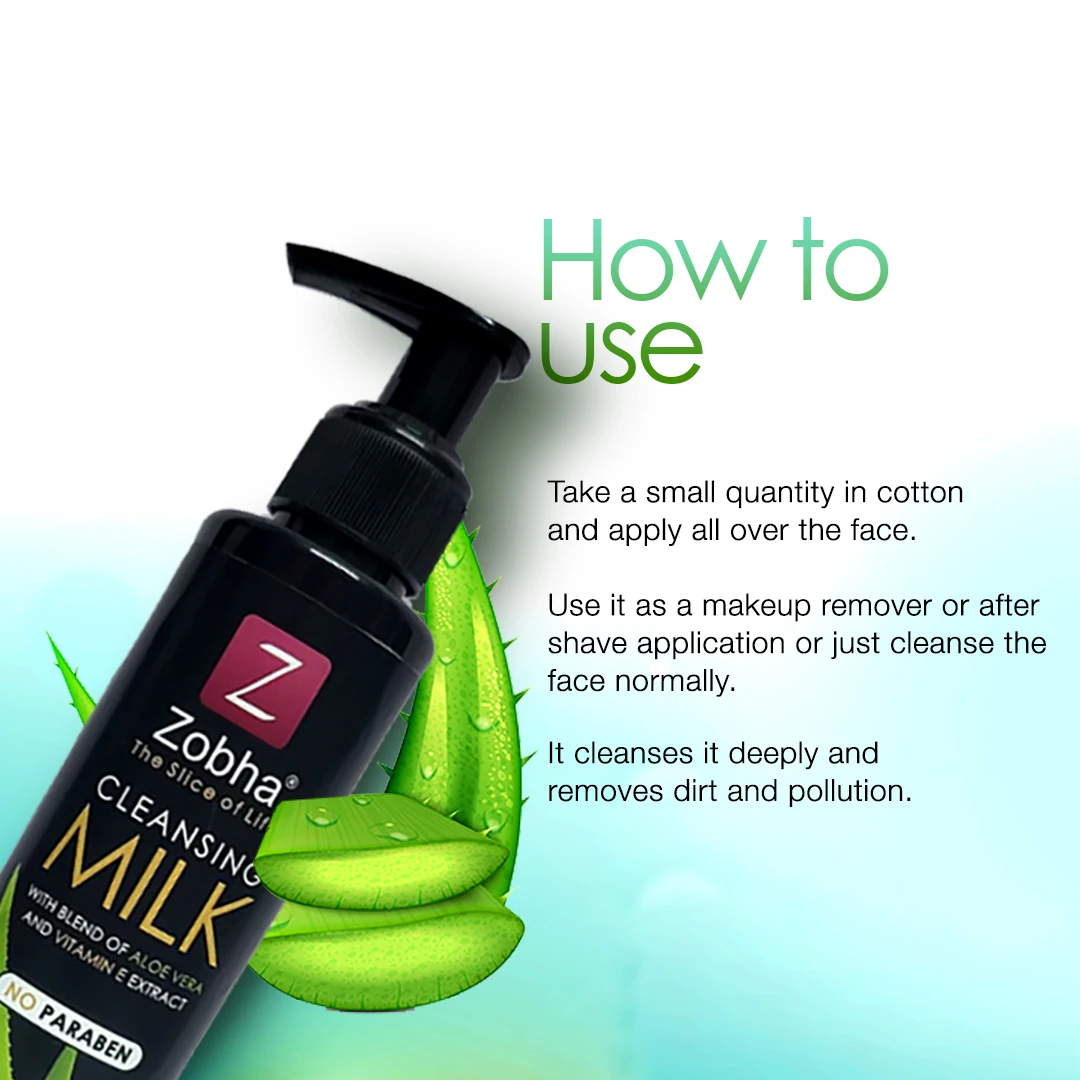 How to
use
Take a small quantity in cotton
and apply all over the face.
Use it as a makeup remover or after
shave application or just cleanse the
face normally.
It cleanses it deeply and
removes dirt and pollution.
Z
Zobha®
The Slice of Lif
CLEANSING
MILK
WITH BLEND OF ALOE VERA
AND VITAMIN E EXTRACT
NO PARABEN